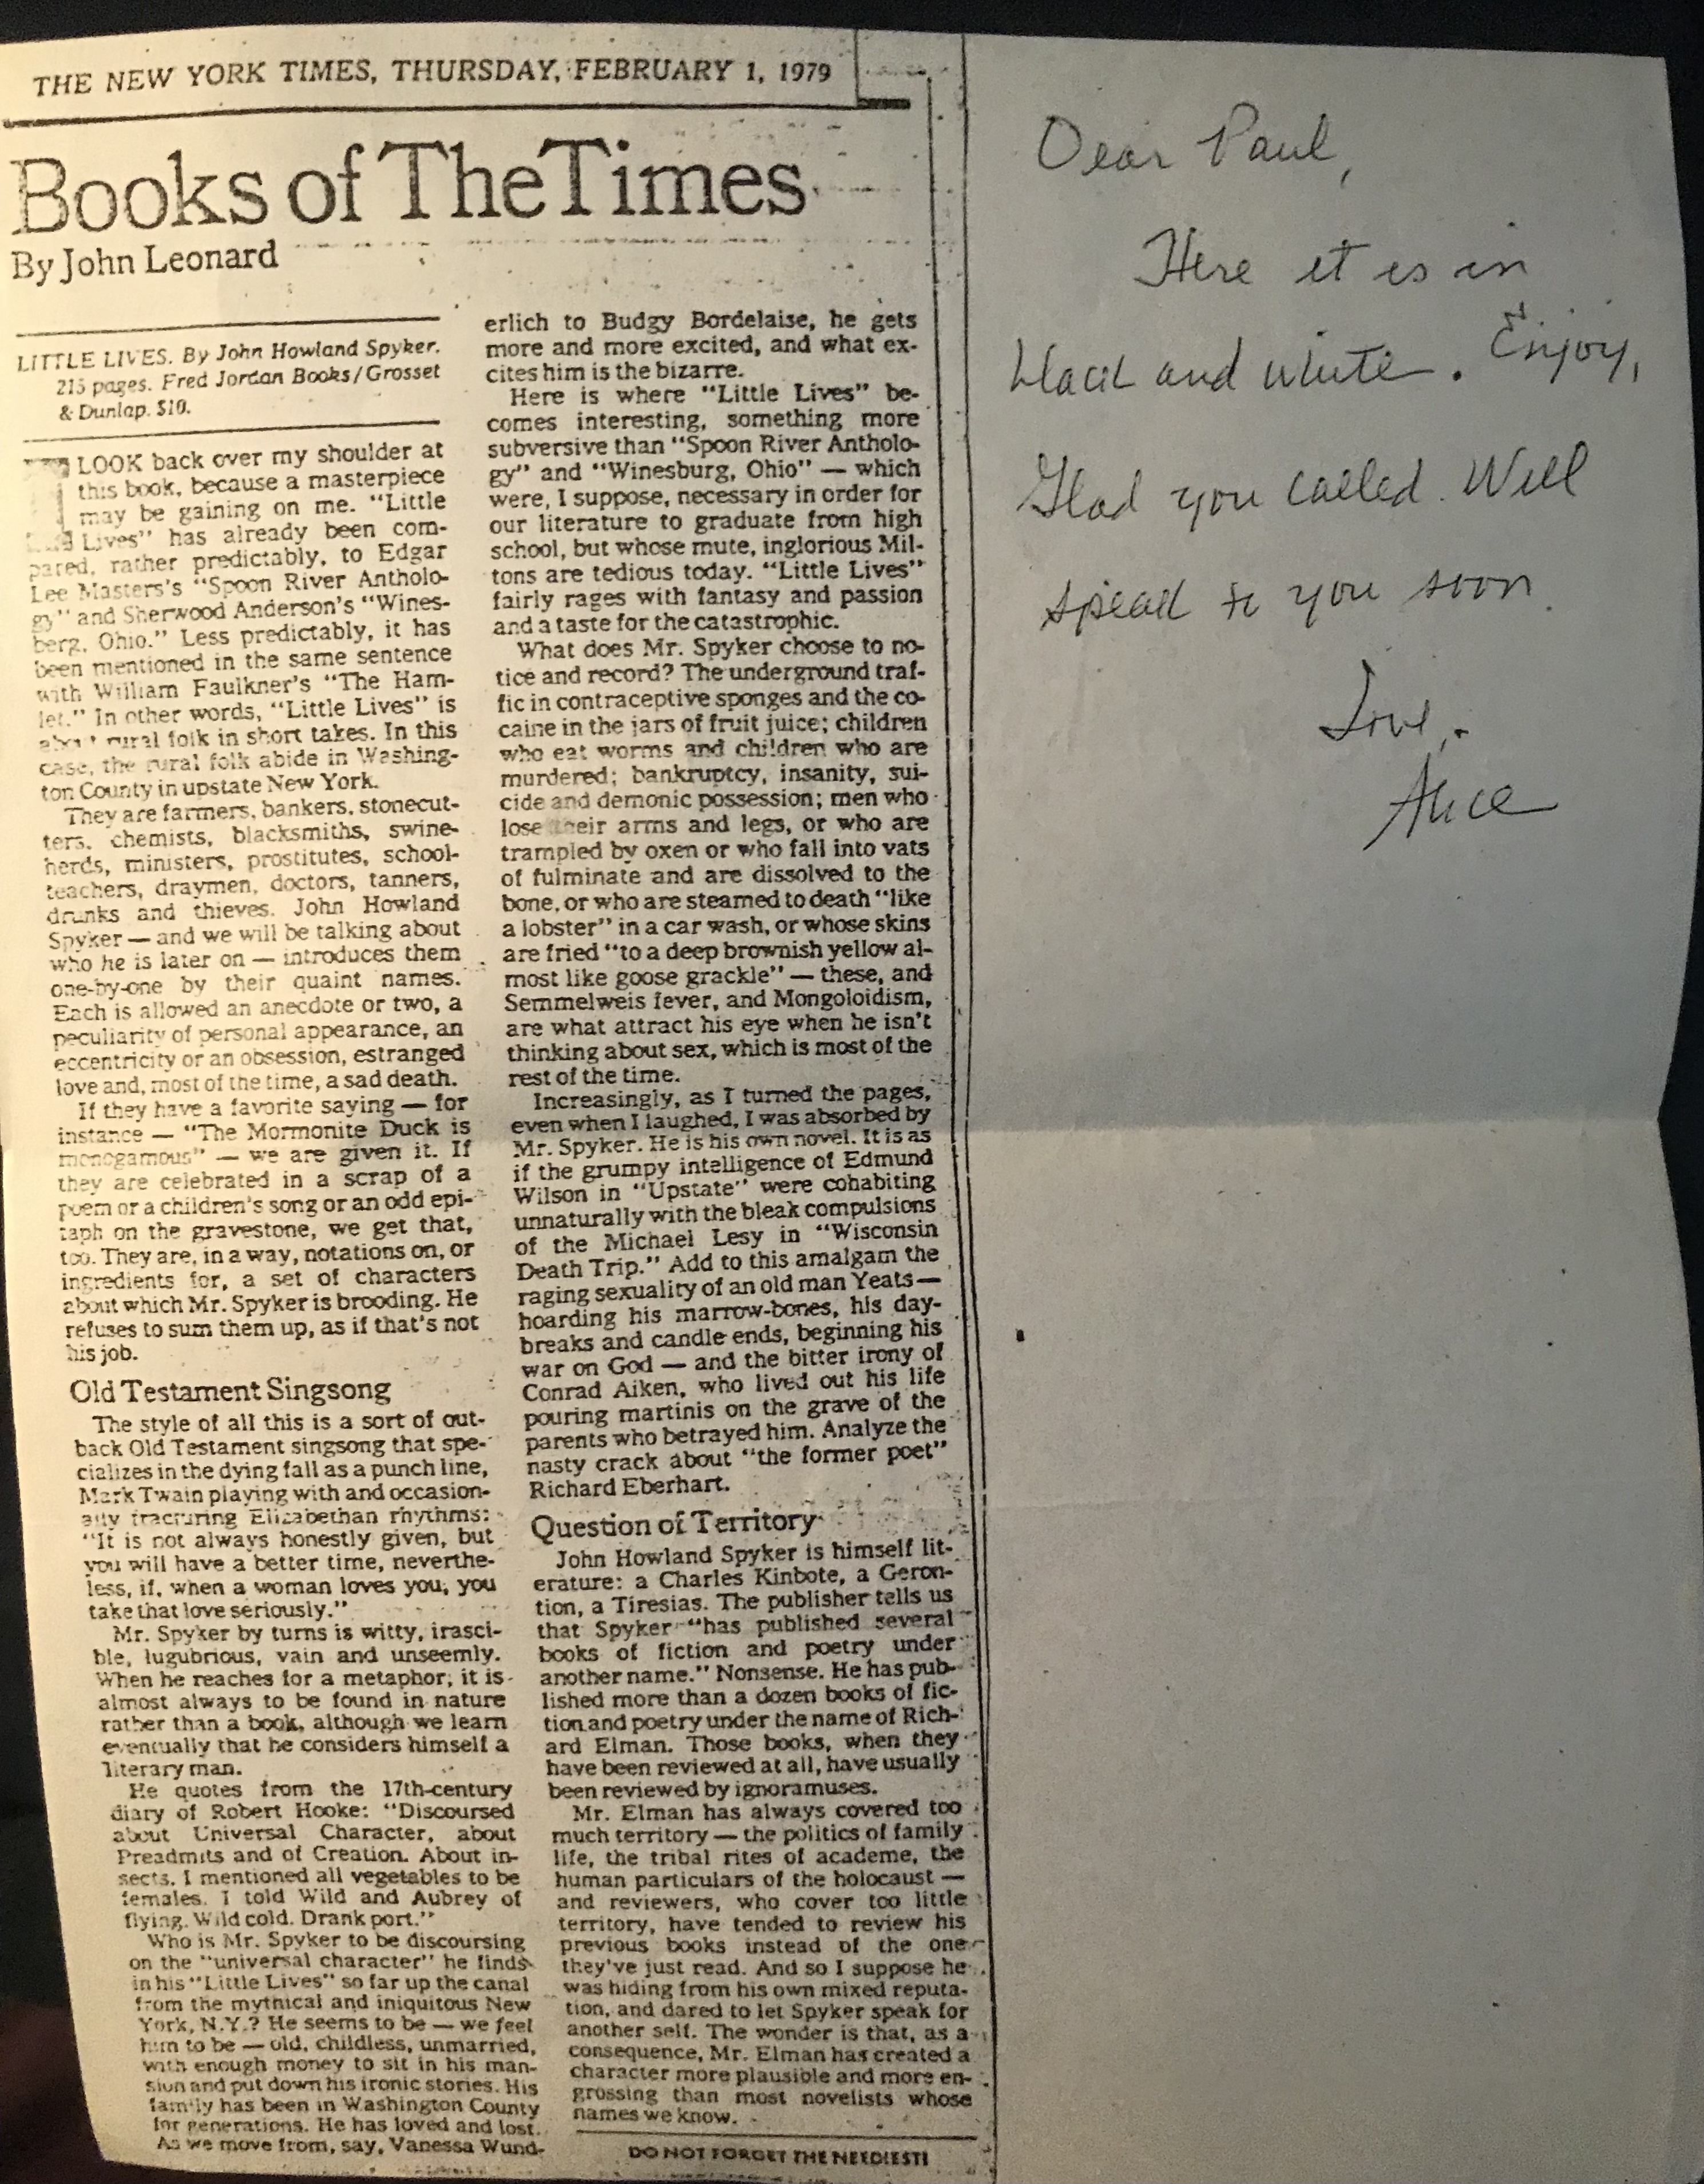 THE NEW YORK TIMES, THURSDAY, FEBRUARY 1, 1979
Books of The Times
By John Leonard
LITTLE LIVES. By John Howland Spyker.
215 pages. Fred Jordan Books/Grosset
& Dunlap. $10.
I LOOK back over my shoulder at
this book, because a masterpiece
may be gaining on me. "Little
Lives" has already been com-
pared, rather predictably, to Edgar
Lee Masters's "Spoon River Antholo-
gy" and Sherwood Anderson's "Wines-
berg, Ohio." Less predictably, it has
been mentioned in the same sentence
with William Faulkner's "The Ham-
let." In other words, "Little Lives" is
about rural folk in short takes. In this
case, the rural folk abide in Washing-
ton County in upstate New York.
They are farmers, bankers, stonecut-
ters, chemists, blacksmiths, swine-
herds, ministers, prostitutes, school-
teachers, draymen, doctors, tanners,
drunks and thieves. John Howland
Spyker — and we will be talking about
who he is later on — introduces them
one-by-one by their quaint names.
Each is allowed an anecdote or two, a
peculiarity of personal appearance, an
eccentricity or an obsession, estranged
love and, most of the time, a sad death.
If they have a favorite saying — for
instance — "The Mormonite Duck is
monogamous" — we are given it. If
they are celebrated in a scrap of a
poem or a children's song or an odd epi-
taph on the gravestone, we get that,
too. They are, in a way, notations on, or
ingredients for, a set of characters
about which Mr. Spyker is brooding. He
refuses to sum them up, as if that's not
his job.
Old Testament Singsong
The style of all this is a sort of out-
back Old Testament singsong that spe-
cializes in the dying fall as a punch line,
Mark Twain playing with and occasion-
ally fracturing Elizabethan rhythms:
"It is not always honestly given, but
you will have a better time, neverthe-
less, if, when a woman loves you, you
take that love seriously."
Mr. Spyker by turns is witty, irasci-
ble, lugubrious, vain and unseemly.
When he reaches for a metaphor, it is
almost always to be found in nature
rather than a book, although we learn
eventually that he considers himself a
literary man.
He quotes from the 17th-century
diary of Robert Hooke: "Discoursed
about Universal Character, about
Preadmits and of Creation. About in-
sects. I mentioned all vegetables to be
females. I told Wild and Aubrey of
flying. Wild cold. Drank port."
Who is Mr. Spyker to be discoursing
on the "universal character" he finds
in his "Little Lives" so far up the canal
from the mythical and iniquitous New
York, N.Y.? He seems to be — we feel
him to be — old, childless, unmarried,
with enough money to sit in his man-
sion and put down his ironic stories. His
family has been in Washington County
for generations. He has loved and lost.
As we move from, say, Vanessa Wund-
erlich to Budgy Bordelaise, he gets
more and more excited, and what ex-
cites him is the bizarre.
Here is where "Little Lives" be-
comes interesting, something more
subversive than "Spoon River Antholo-
gy" and "Winesburg, Ohio" — which
were, I suppose, necessary in order for
our literature to graduate from high
school, but whose mute, inglorious Mil-
tons are tedious today. "Little Lives"
fairly rages with fantasy and passion
and a taste for the catastrophic.
What does Mr. Spyker choose to no-
tice and record? The underground traf-
fic in contraceptive sponges and the co-
caine in the jars of fruit juice; children
who eat worms and children who are
murdered; bankruptcy, insanity, sui-
cide and demonic possession; men who
lose their arms and legs, or who are
trampled by oxen or who fall into vats
of fulminate and are dissolved to the
bone, or who are steamed to death "like
a lobster" in a car wash, or whose skins
are fried "to a deep brownish yellow al-
most like goose grackle" — these, and
Semmelweis fever, and Mongoloidism,
are what attract his eye when he isn't
thinking about sex, which is most of the
rest of the time.
Increasingly, as I turned the pages,
even when I laughed, I was absorbed by
Mr. Spyker. He is his own novel. It is as
if the grumpy intelligence of Edmund
Wilson in "Upstate" were cohabiting
unnaturally with the bleak compulsions
of the Michael Lesy in "Wisconsin
Death Trip." Add to this amalgam the
raging sexuality of an old man Yeats —
hoarding his marrow-bones, his day-
breaks and candle ends, beginning his
war on God — and the bitter irony of
Conrad Aiken, who lived out his life
pouring martinis on the grave of the
parents who betrayed him. Analyze the
nasty crack about "the former poet"
Richard Eberhart.
Question of Territory
John Howland Spyker is himself lit-
erature: a Charles Kinbote, a Geron-
tion, a Tiresias. The publisher tells us
that Spyker "has published several
books of fiction and poetry under
another name." Nonsense. He has pub-
lished more than a dozen books of fic-
tion and poetry under the name of Rich-
ard Elman. Those books, when they
have been reviewed at all, have usually
been reviewed by ignoramuses.
Mr. Elman has always covered too
much territory — the politics of family
life, the tribal rites of academe, the
human particulars of the holocaust —
and reviewers, who cover too little
territory, have tended to review his
previous books instead of the one
they've just read. And so I suppose he
was hiding from his own mixed reputa-
tion, and dared to let Spyker speak for
another self. The wonder is that, as a
consequence, Mr. Elman has created a
character more plausible and more en-
grossing than most novelists whose
names we know.
DO NOT FORGET THE NEEDIEST!
Dear Paul,
Here it is in
black and white. Enjoy,
Glad you called. Will
speak to you soon.
Love,
Alice